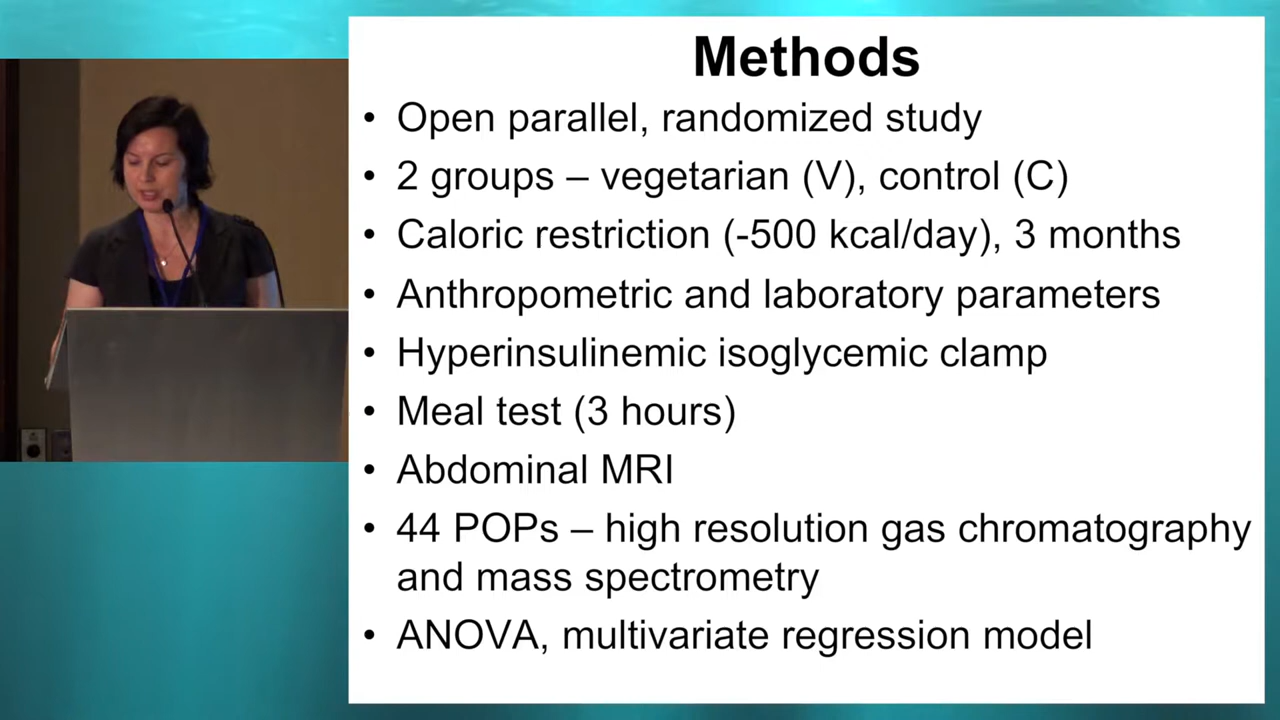 Methods
• Open parallel, randomized study
• 2 groups – vegetarian (V), control (C)
• Caloric restriction (-500 kcal/day), 3 months
• Anthropometric and laboratory parameters
• Hyperinsulinemic isoglycemic clamp
• Meal test (3 hours)
• Abdominal MRI
• 44 POPs – high resolution gas chromatography
and mass spectrometry
• ANOVA, multivariate regression model